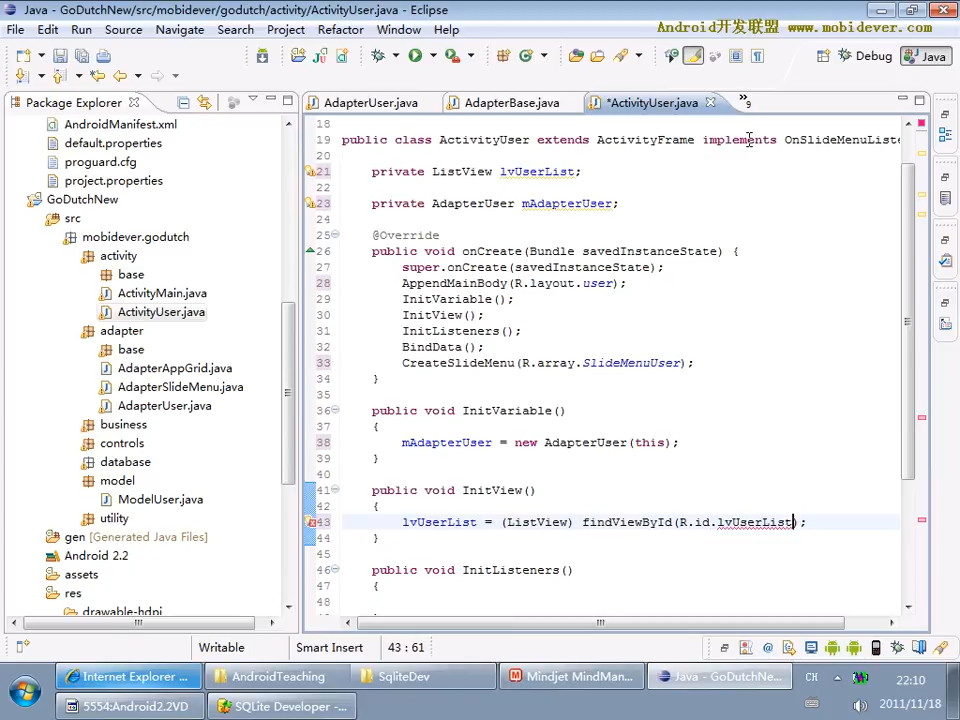 Java - GoDutchNew/src/mobidever/godutch/activity/ActivityUser.java - Eclipse
Android开发联盟 www.mobidever.com
File Edit Run Source Navigate Search Project Refactor Window Help
Debug Java
Package Explorer
AdapterUser.java AdapterBase.java *ActivityUser.java »9
AndroidManifest.xml
default.properties
proguard.cfg
project.properties
GoDutchNew
src
mobidever.godutch
activity
base
ActivityMain.java
ActivityUser.java
adapter
base
AdapterAppGrid.java
AdapterSlideMenu.java
AdapterUser.java
business
controls
database
model
ModelUser.java
utility
gen [Generated Java Files]
Android 2.2
assets
res
drawable-hdpi
18
19 public class ActivityUser extends ActivityFrame implements OnSlideMenuListe
20
21 private ListView lvUserList;
22
23 private AdapterUser mAdapterUser;
24
25 @Override
26 public void onCreate(Bundle savedInstanceState) {
27 super.onCreate(savedInstanceState);
28 AppendMainBody(R.layout.user);
29 InitVariable();
30 InitView();
31 InitListeners();
32 BindData();
33 CreateSlideMenu(R.array.SlideMenuUser);
34 }
35
36 public void InitVariable()
37 {
38 mAdapterUser = new AdapterUser(this);
39 }
40
41 public void InitView()
42 {
43 lvUserList = (ListView) findViewById(R.id.lvUserList);
44 }
45
46 public void InitListeners()
47 {
48
Writable Smart Insert 43 : 61
Internet Explorer ... AndroidTeaching SqliteDev Mindjet MindMan... Java - GoDutchNe... CH 22:10
5554:Android2.2VD SQLite Developer - ... 2011/11/18